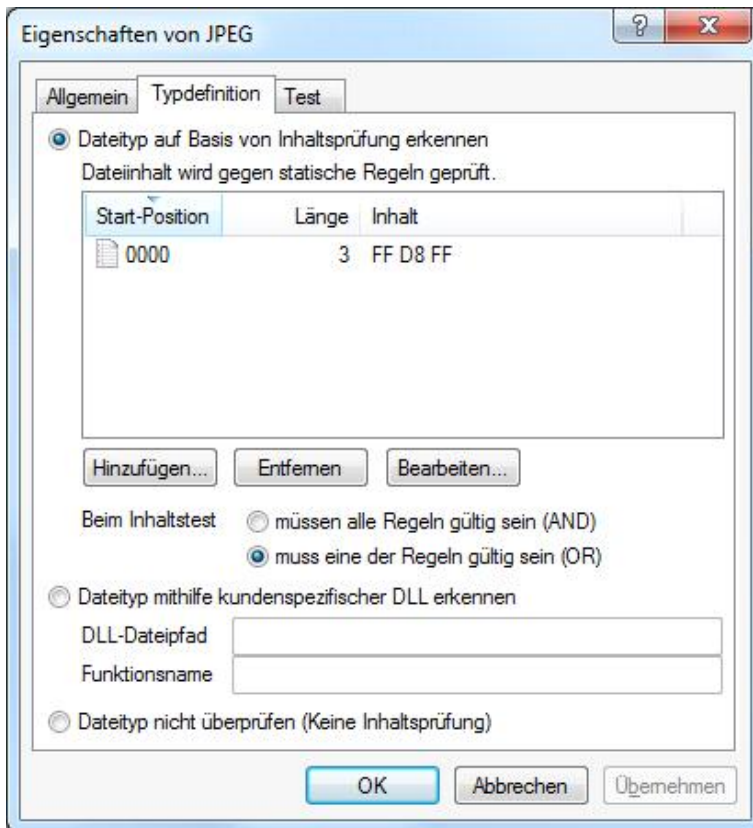 Eigenschaften von JPEG
Allgemein Typdefinition Test
Dateityp auf Basis von Inhaltsprüfung erkennen
Dateiinhalt wird gegen statische Regeln geprüft.
Start-Position Länge Inhalt
0000 3 FF D8 FF
Hinzufügen... Entfernen Bearbeiten...
Beim Inhaltstest müssen alle Regeln gültig sein (AND)
muss eine der Regeln gültig sein (OR)
Dateityp mithilfe kundenspezifischer DLL erkennen
DLL-Dateipfad
Funktionsname
Dateityp nicht überprüfen (Keine Inhaltsprüfung)
OK Abbrechen Übernehmen